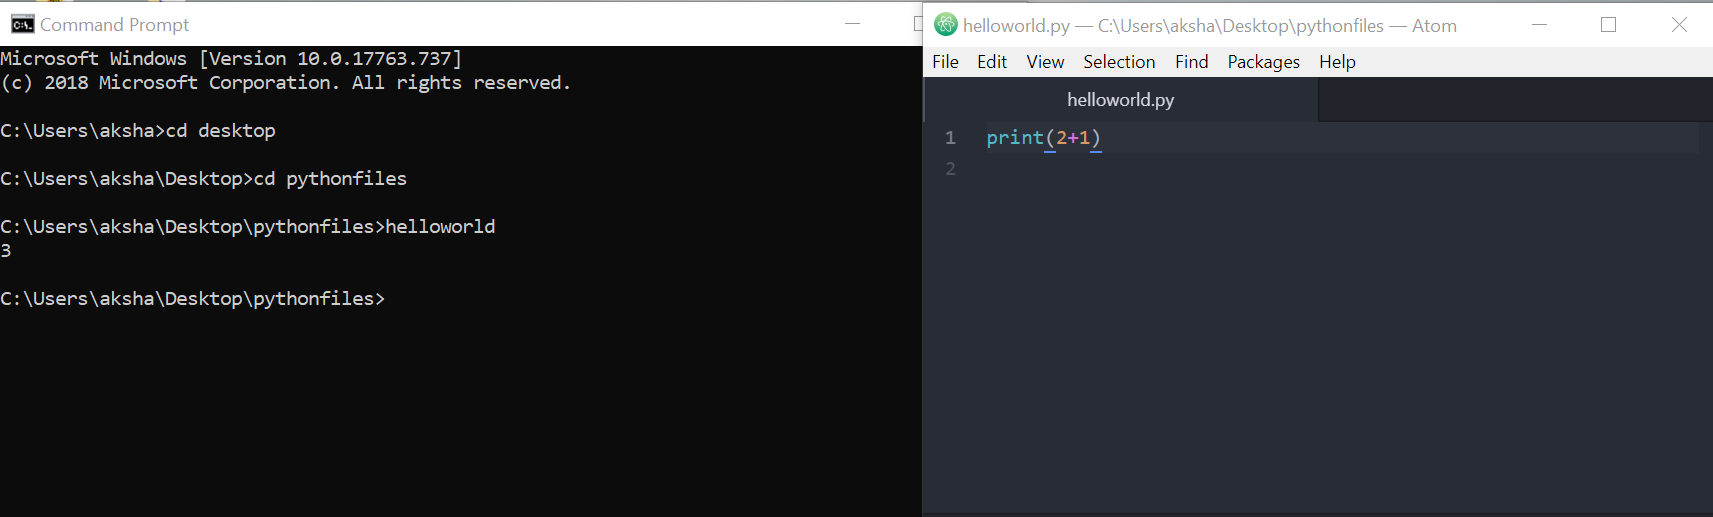 Command Prompt
Microsoft Windows [Version 10.0.17763.737]
(c) 2018 Microsoft Corporation. All rights reserved.
C:\Users\aksha>cd desktop
C:\Users\aksha\Desktop>cd pythonfiles
C:\Users\aksha\Desktop\pythonfiles>helloworld
3
C:\Users\aksha\Desktop\pythonfiles>
helloworld.py — C:\Users\aksha\Desktop\pythonfiles — Atom
File Edit View Selection Find Packages Help
helloworld.py
1 print(2+1)
2